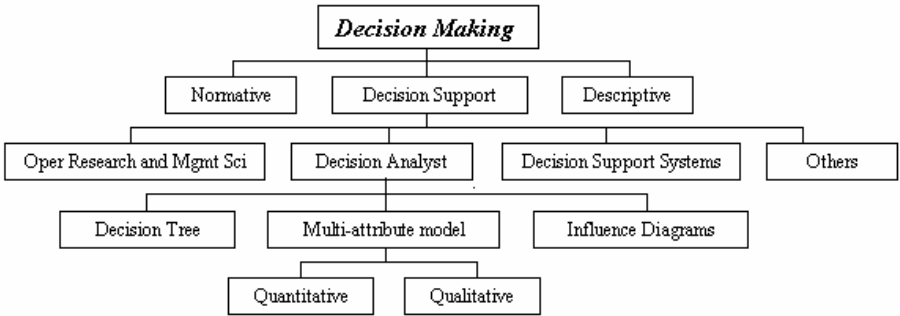 Decision Making
Normative
Decision Support
Descriptive
Oper Research and Mgmt Sci
Decision Analyst
Decision Support Systems
Others
Decision Tree
Multi-attribute model
Influence Diagrams
Quantitative
Qualitative